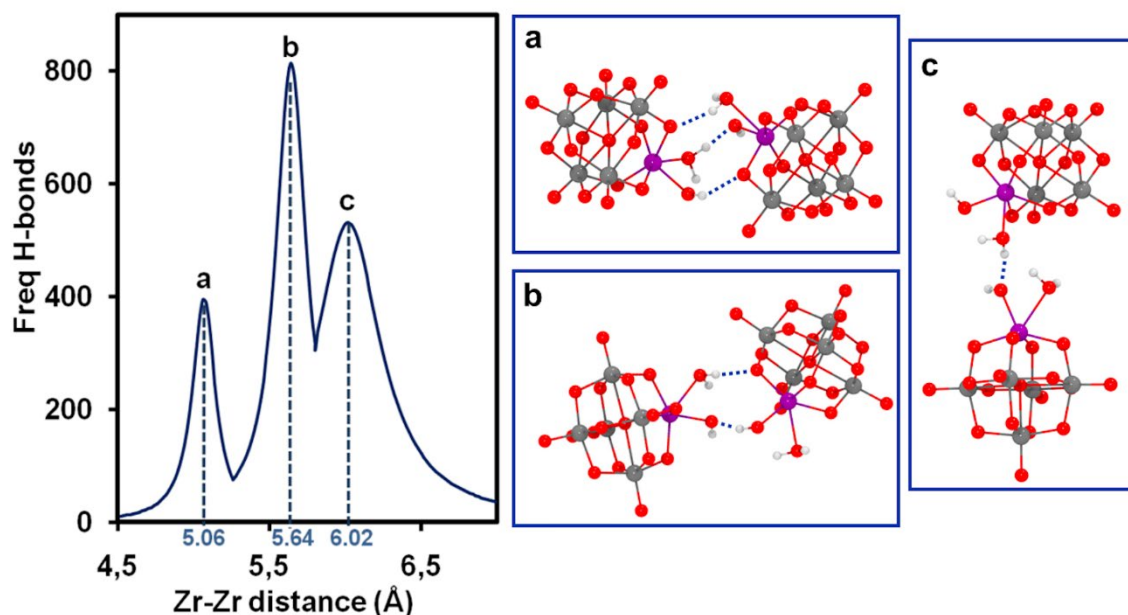 Freq H-bonds
800
600
400
200
0
a
b
c
5.06
5.64
6.02
4,5
5,5
6,5
Zr-Zr distance (Å)
a
b
c